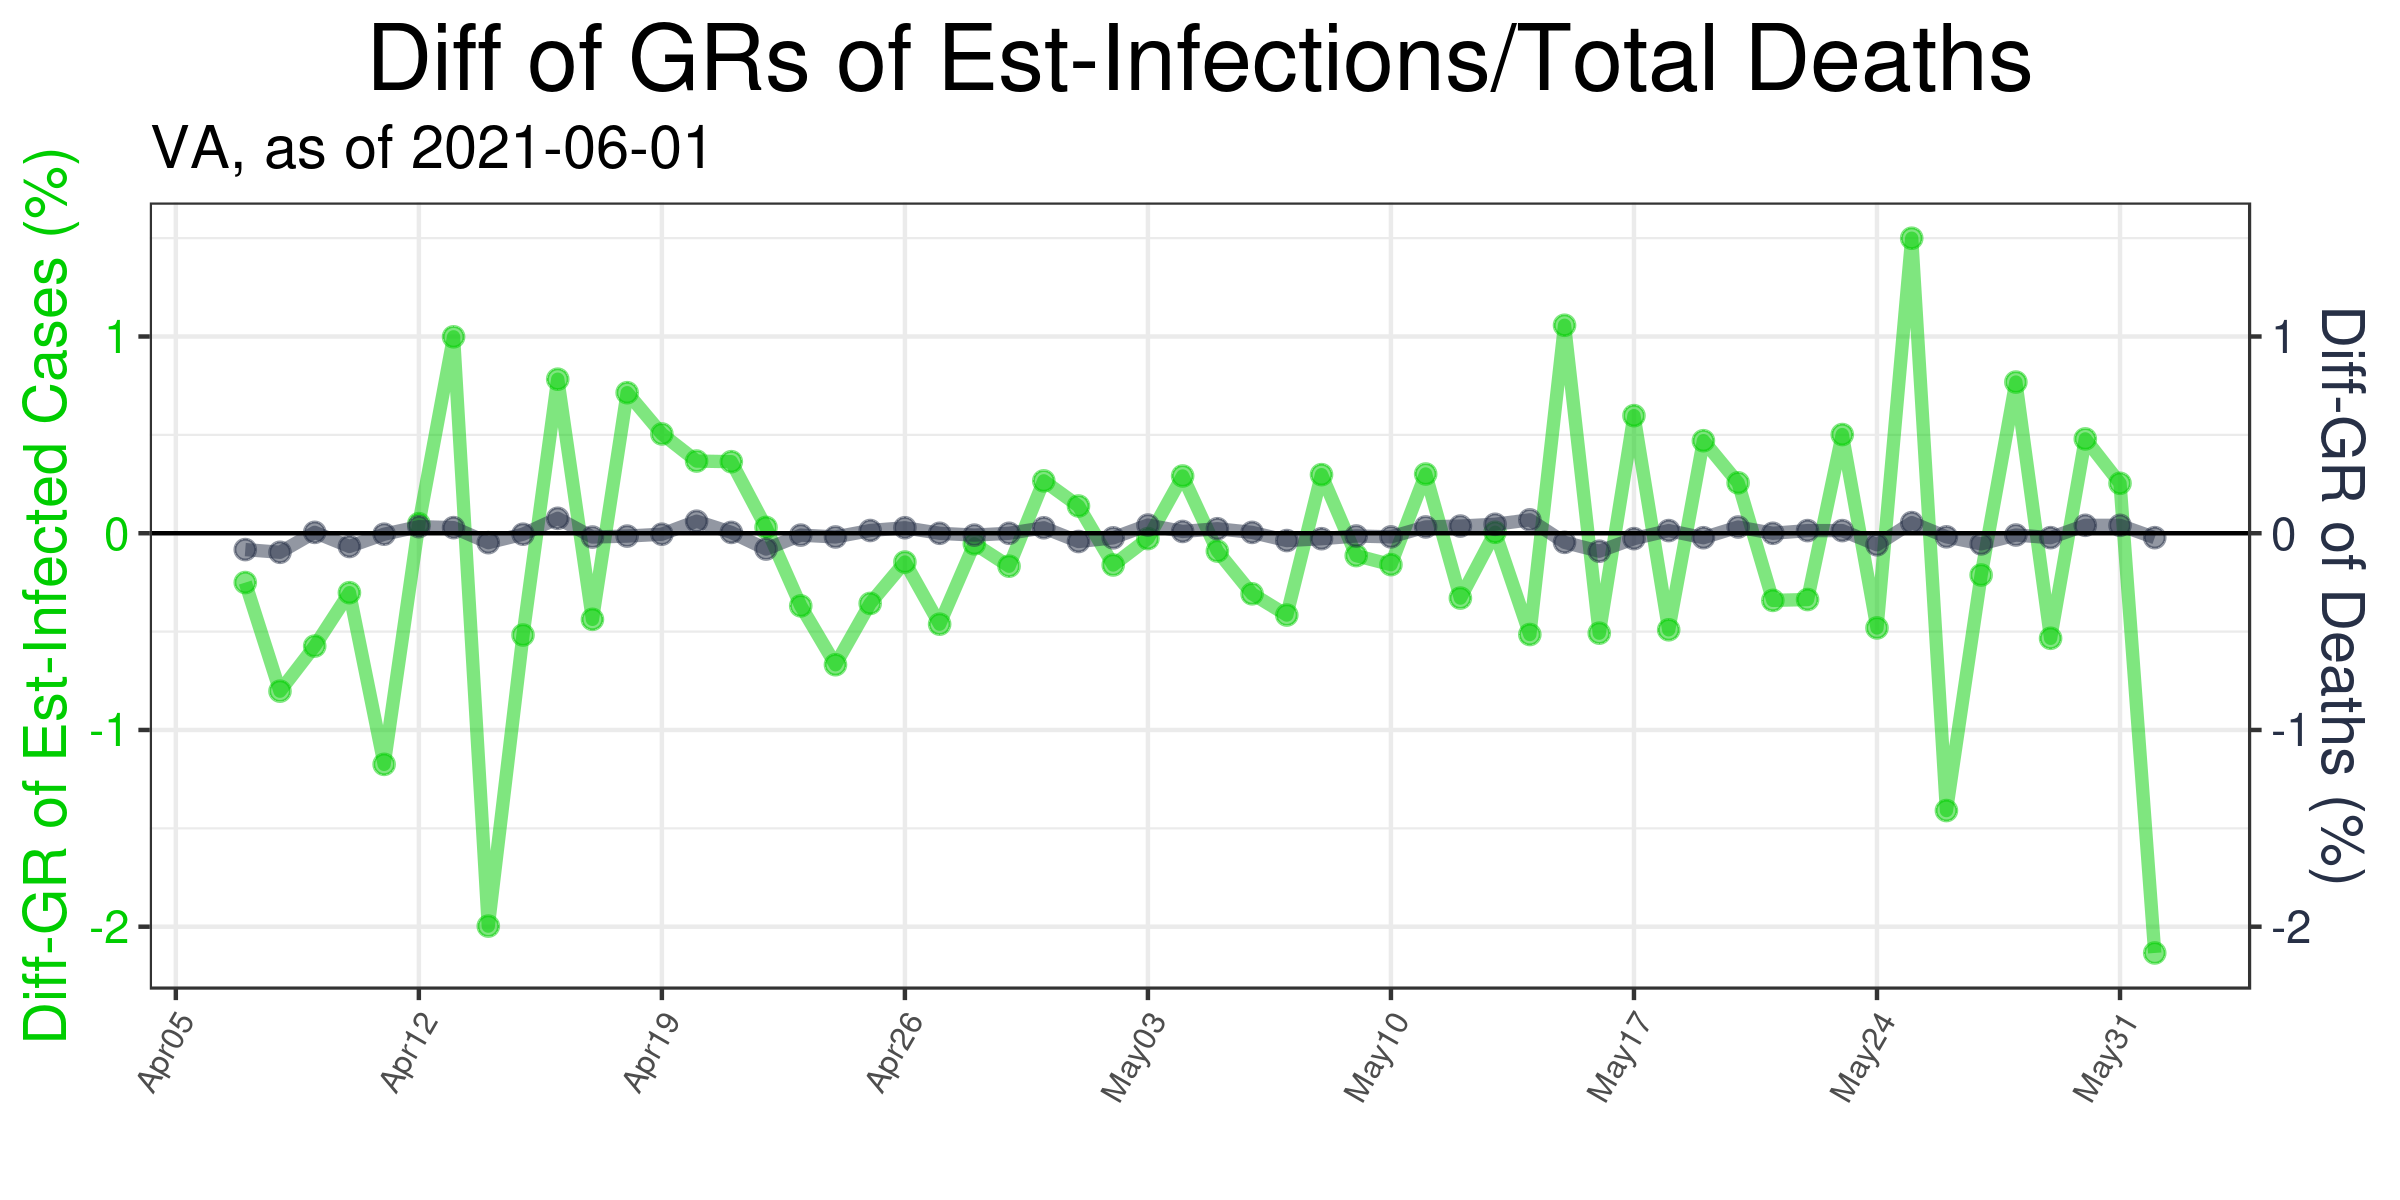 Diff of GRs of Est-Infections/Total Deaths
VA, as of 2021-06-01
Diff-GR of Est-Infected Cases (%)
1
0
-1
-2
1
0
-1
-2
Diff-GR of Deaths (%)
Apr05
Apr12
Apr19
Apr26
May03
May10
May17
May24
May31